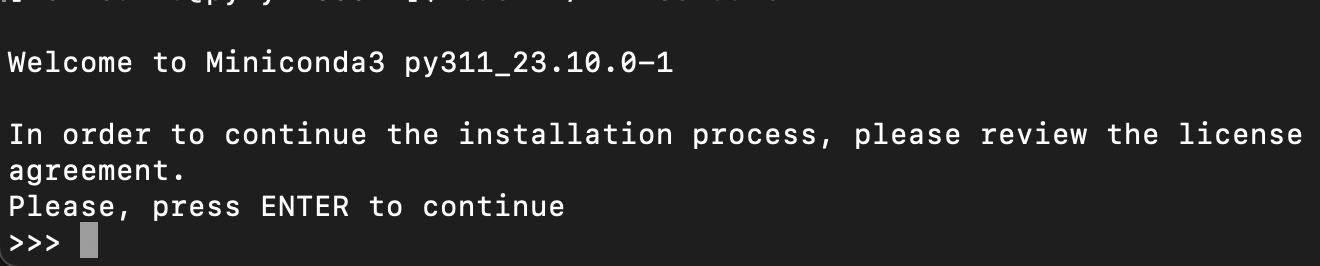 Welcome to Miniconda3 py311_23.10.0-1
In order to continue the installation process, please review the license
agreement.
Please, press ENTER to continue
>>>